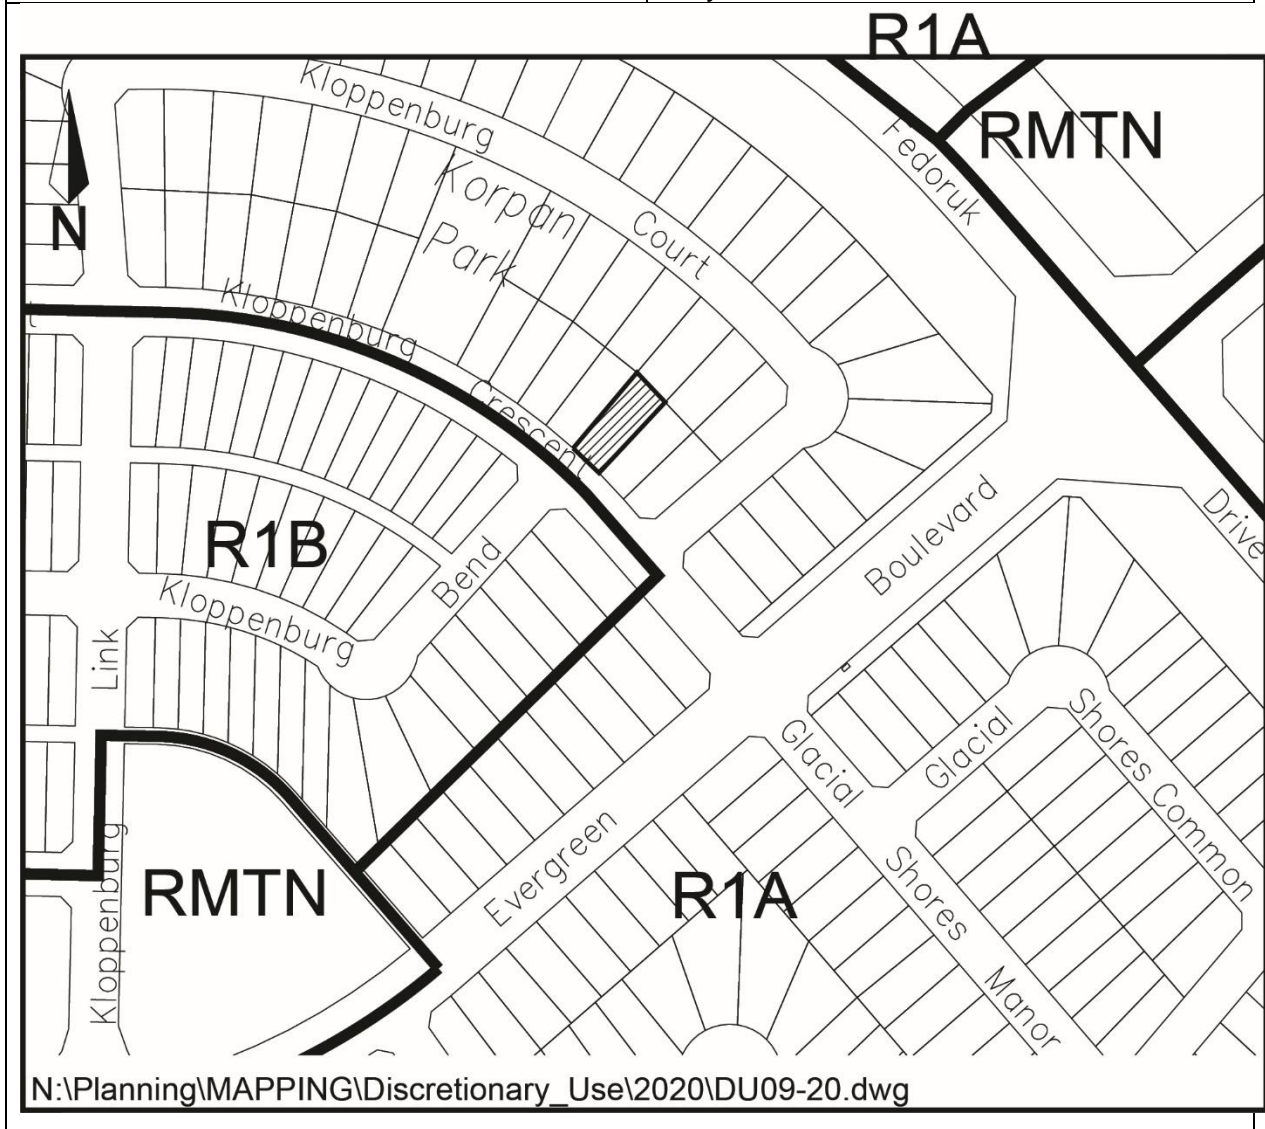 R1A
Kloppenburg
RMTN
Fedoruk
Korpan
Park
Court
N
Kloppenburg
t
Crescent
R1B
Bend
Boulevard
Drive
Kloppenburg
Link
Glacial
Glacial
Shores Common
Evergreen
RMTN
R1A
Shores
Kloppenburg
Manor
N:\Planning\MAPPING\Discretionary_Use\2020\DU09-20.dwg